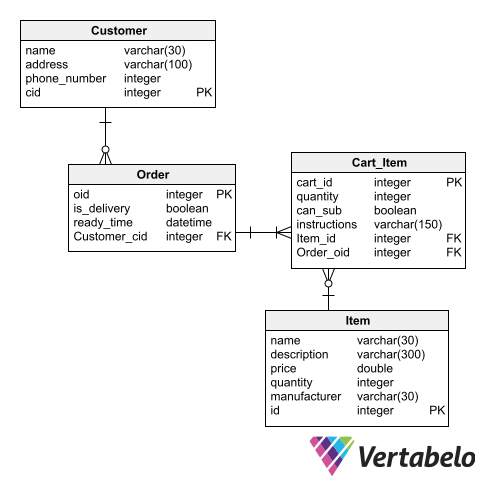 Customer
name varchar(30)
address varchar(100)
phone_number integer
cid integer PK
Order
oid integer PK
is_delivery boolean
ready_time datetime
Customer_cid integer FK
Cart_Item
cart_id integer PK
quantity integer
can_sub boolean
instructions varchar(150)
Item_id integer FK
Order_oid integer FK
Item
name varchar(30)
description varchar(300)
price double
quantity integer
manufacturer varchar(30)
id integer PK
Vertabelo